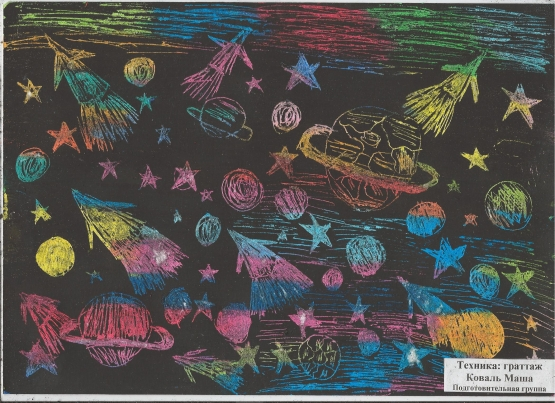 Техника: граттаж
Коваль Маша
Подготовительная группа